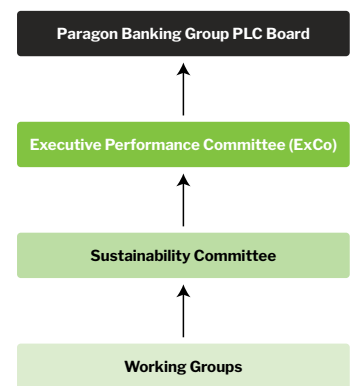 Paragon Banking Group PLC Board
Executive Performance Committee (ExCo)
Sustainability Committee
Working Groups